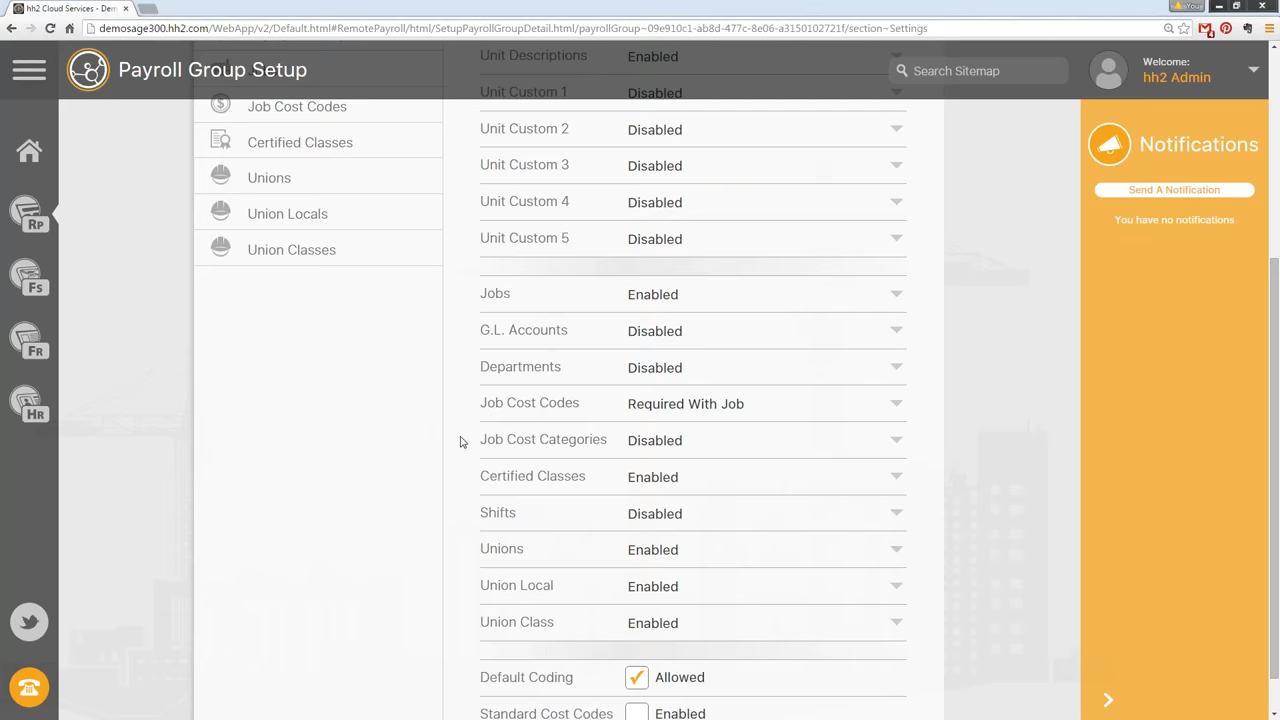 hh2 Cloud Services - Dem
Youp
demosage300.hh2.com/WebApp/v2/Default.html#RemotePayroll/html/SetupPayrollGroupDetail.html/payrollGroup~09e910c1-ab8d-477c-8e06-a3150102721f/section~Settings
4
Payroll Group Setup
Search Sitemap
Welcome:
hh2 Admin
Job Cost Codes
Certified Classes
Unions
Union Locals
Union Classes
Rp
Fs
Fr
Hr
Unit Descriptions Enabled
Unit Custom 1 Disabled
Unit Custom 2 Disabled
Unit Custom 3 Disabled
Unit Custom 4 Disabled
Unit Custom 5 Disabled
Jobs Enabled
G.L. Accounts Disabled
Departments Disabled
Job Cost Codes Required With Job
Job Cost Categories Disabled
Certified Classes Enabled
Shifts Disabled
Unions Enabled
Union Local Enabled
Union Class Enabled
Default Coding Allowed
Standard Cost Codes Enabled
Notifications
Send A Notification
You have no notifications